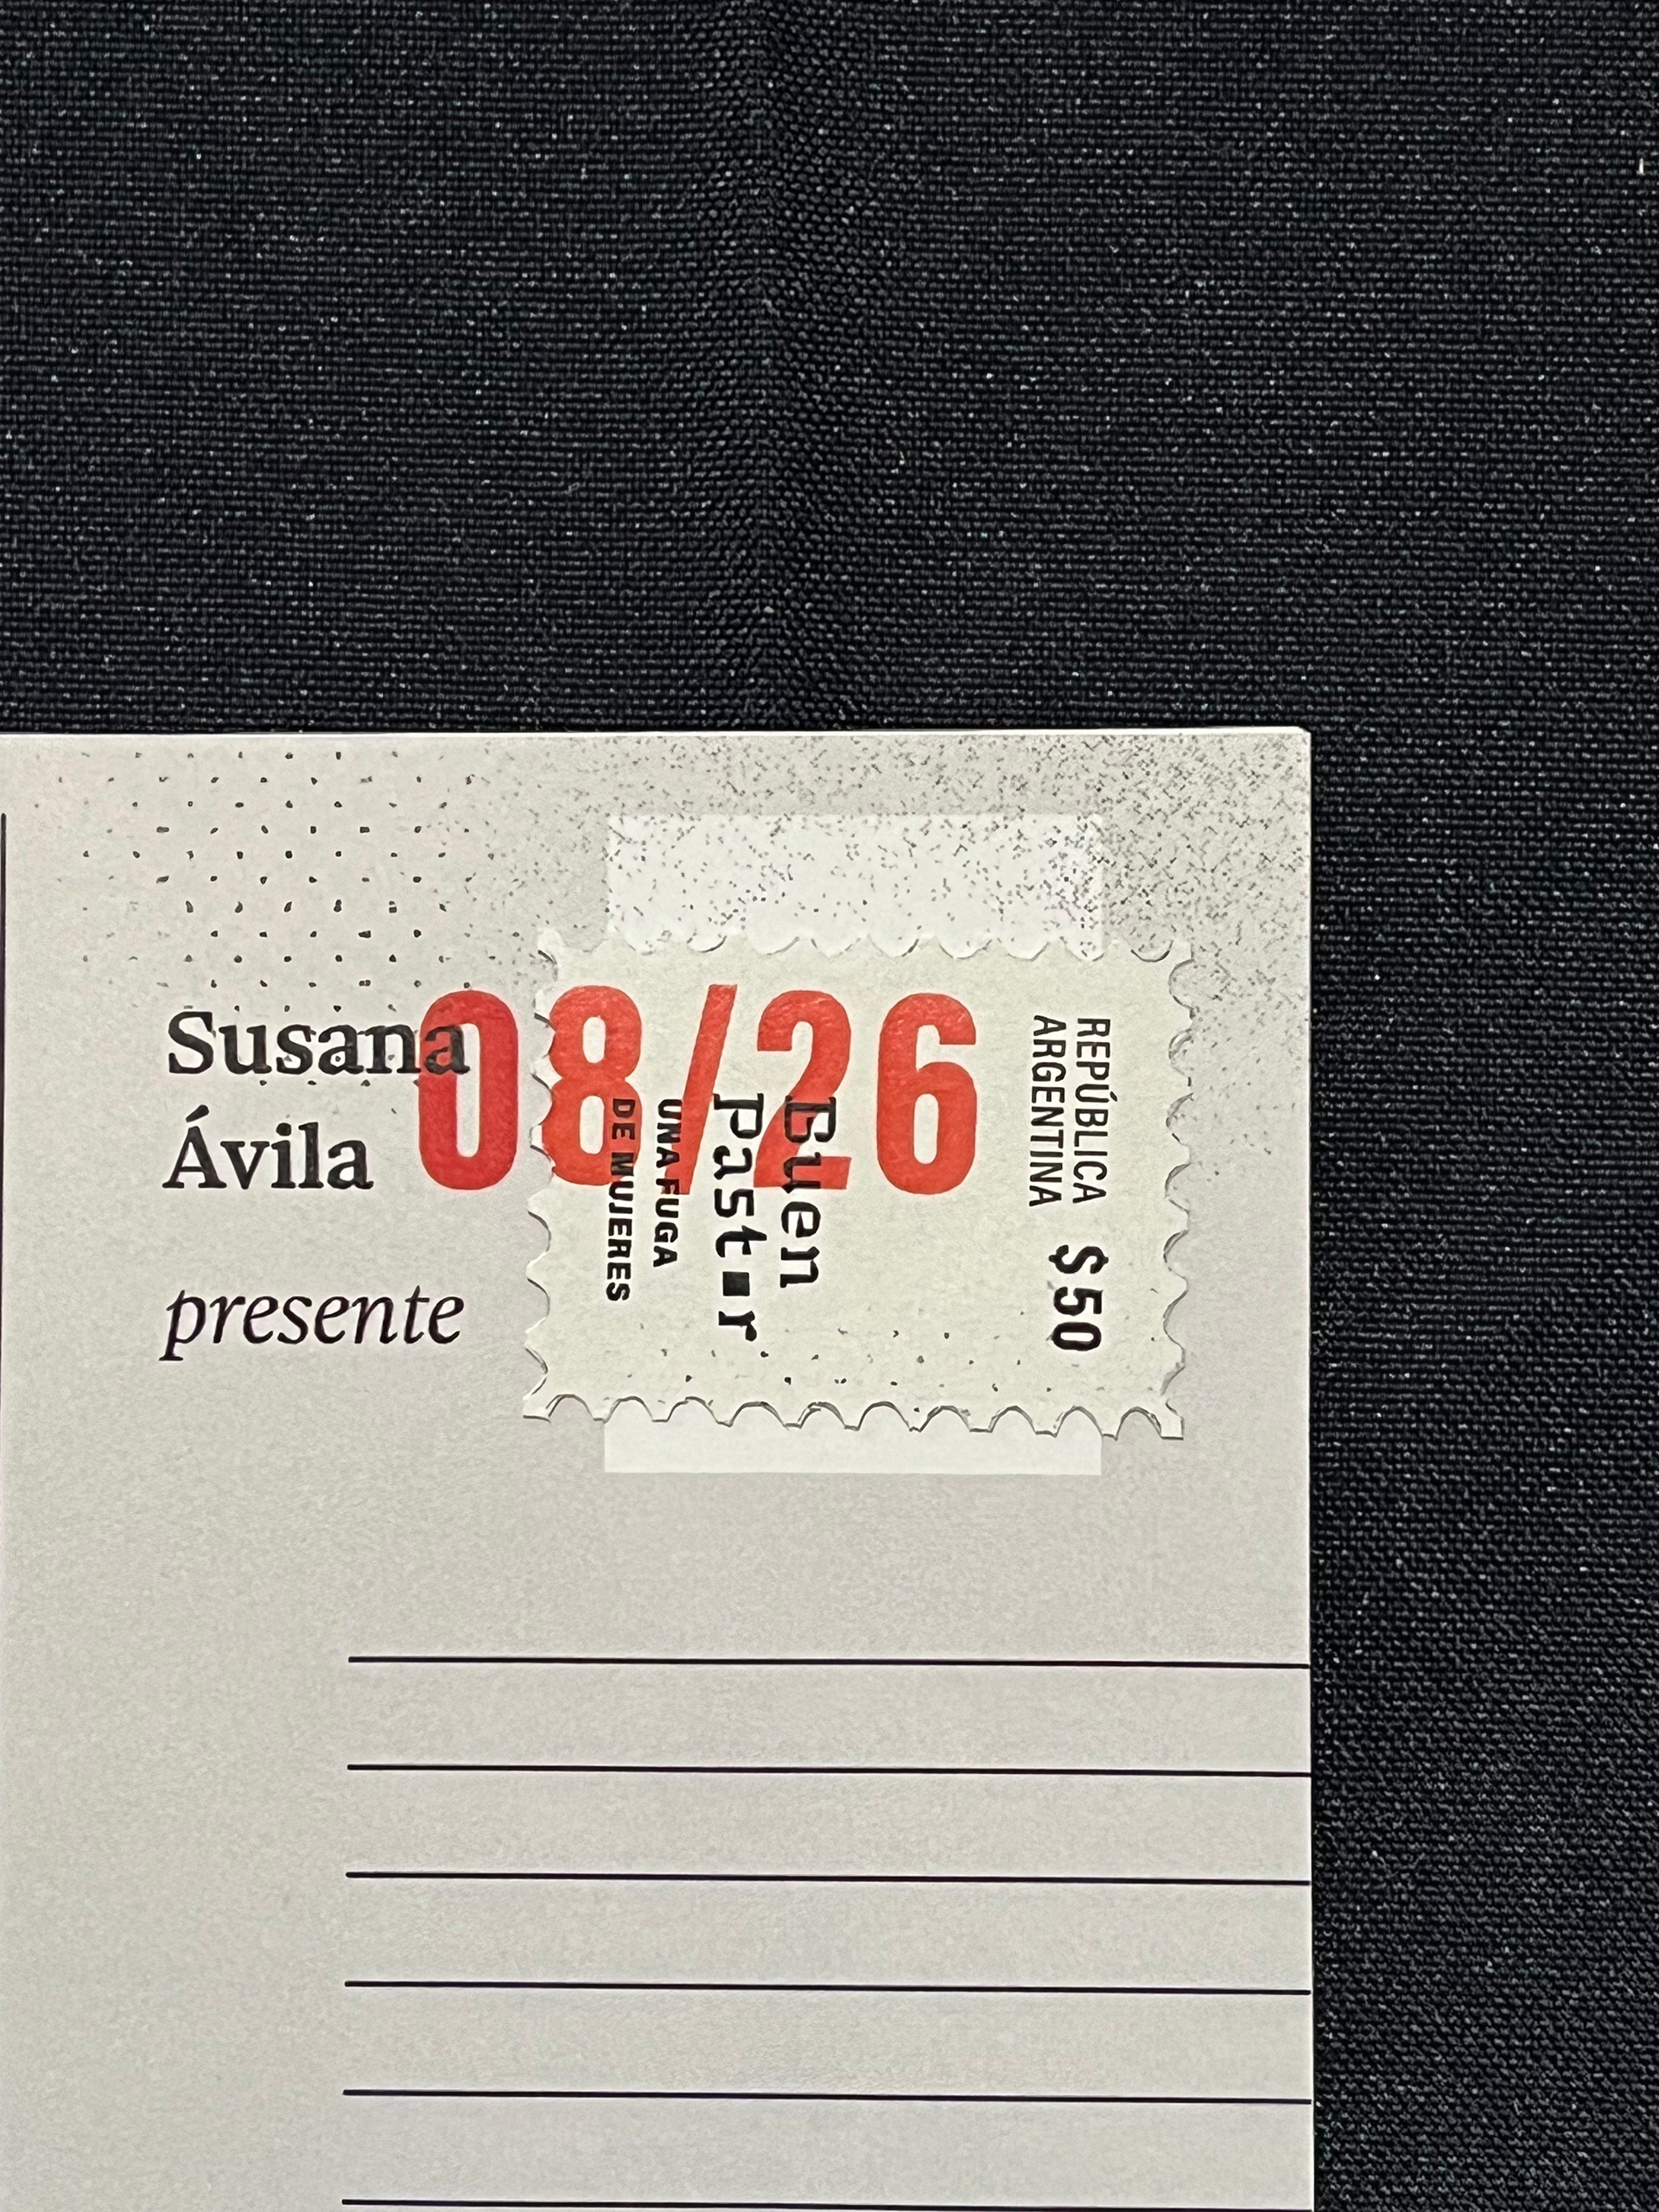 Susana
Ávila
presente
08/26
REPÚBLICA
ARGENTINA
$50
Buen
Past■r
UNA FUGA
DE MUJERES